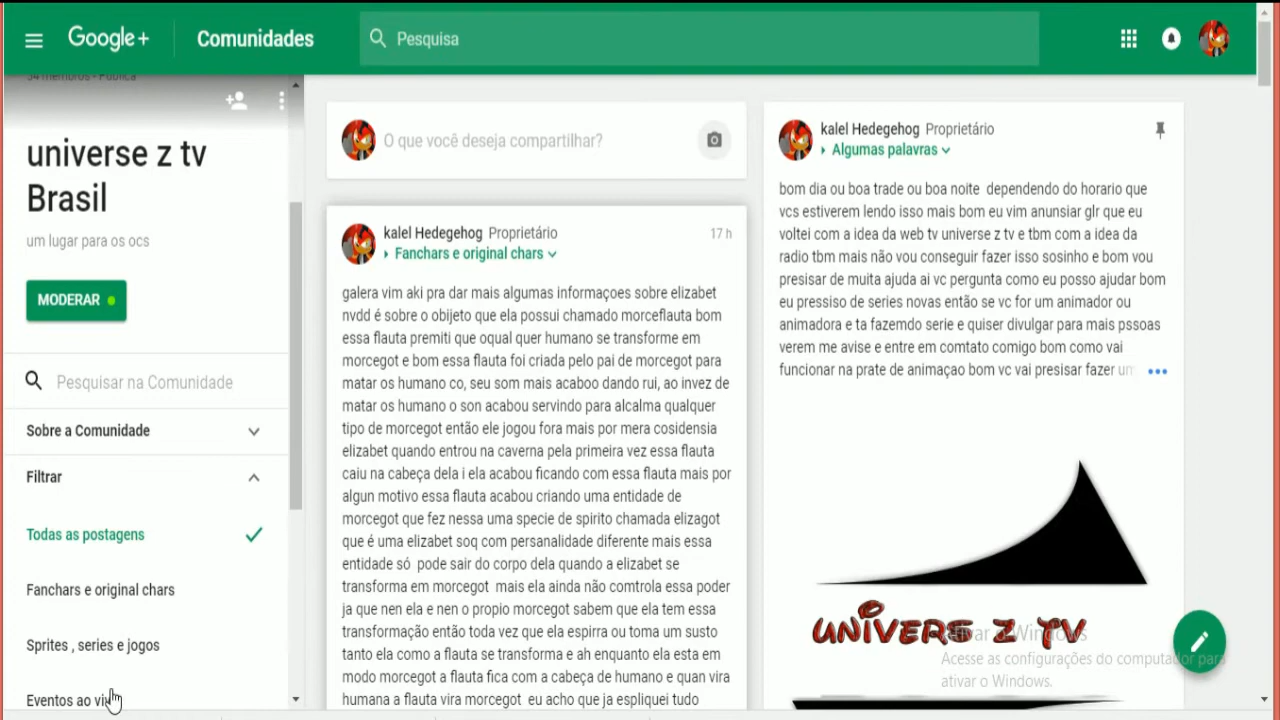 Google+
Comunidades
Pesquisa
34 membros - Pública
universe z tv
Brasil
um lugar para os ocs
MODERAR
Pesquisar na Comunidade
Sobre a Comunidade
Filtrar
Todas as postagens
Fanchars e original chars
Sprites , series e jogos
Eventos ao viv
O que você deseja compartilhar?
kalel Hedegehog Proprietário
17 h
Fanchars e original chars
galera vim aki pra dar mais algumas informaçoes sobre elizabet
nvdd é sobre o obijeto que ela possui chamado morceflauta bom
essa flauta premiti que oqual quer humano se transforme em
morcegot e bom essa flauta foi criada pelo pai de morcegot para
matar os humano co, seu som mais acaboo dando rui, ao invez de
matar os humano o son acabou servindo para alcalma qualquer
tipo de morcegot então ele jogou fora mais por mera cosidensia
elizabet quando entrou na caverna pela primeira vez essa flauta
caiu na cabeça dela i ela acabou ficando com essa flauta mais por
algun motivo essa flauta acabou criando uma entidade de
morcegot que fez nessa uma specie de spirito chamada elizagot
que é uma elizabet soq com persanalidade diferente mais essa
entidade só pode sair do corpo dela quando a elizabet se
transforma em morcegot mais ela ainda não comtrola essa poder
ja que nen ela e nen o propio morcegot sabem que ela tem essa
transformação então toda vez que ela espirra ou toma um susto
tanto ela como a flauta se transforma e ah enquanto ela esta em
modo morcegot a flauta fica com a cabeça de humano e quan vira
humana a flauta vira morcegot eu acho que ja espliquei tudo
kalel Hedegehog Proprietário
Algumas palavras
bom dia ou boa trade ou boa noite dependendo do horario que
vcs estiverem lendo isso mais bom eu vim anunsiar glr que eu
voltei com a idea da web tv universe z tv e tbm com a idea da
radio tbm mais não vou conseguir fazer isso sosinho e bom vou
presisar de muita ajuda ai vc pergunta como eu posso ajudar bom
eu pressiso de series novas então se vc for um animador ou
animadora e ta fazemdo serie e quiser divulgar para mais pssoas
verem me avise e entre em comtato comigo bom como vai
funcionar na prate de animaçao bom vc vai presisar fazer um
UNIVERE Z TV
Ativar o Windows
Acesse as configurações do computador para
ativar o Windows.